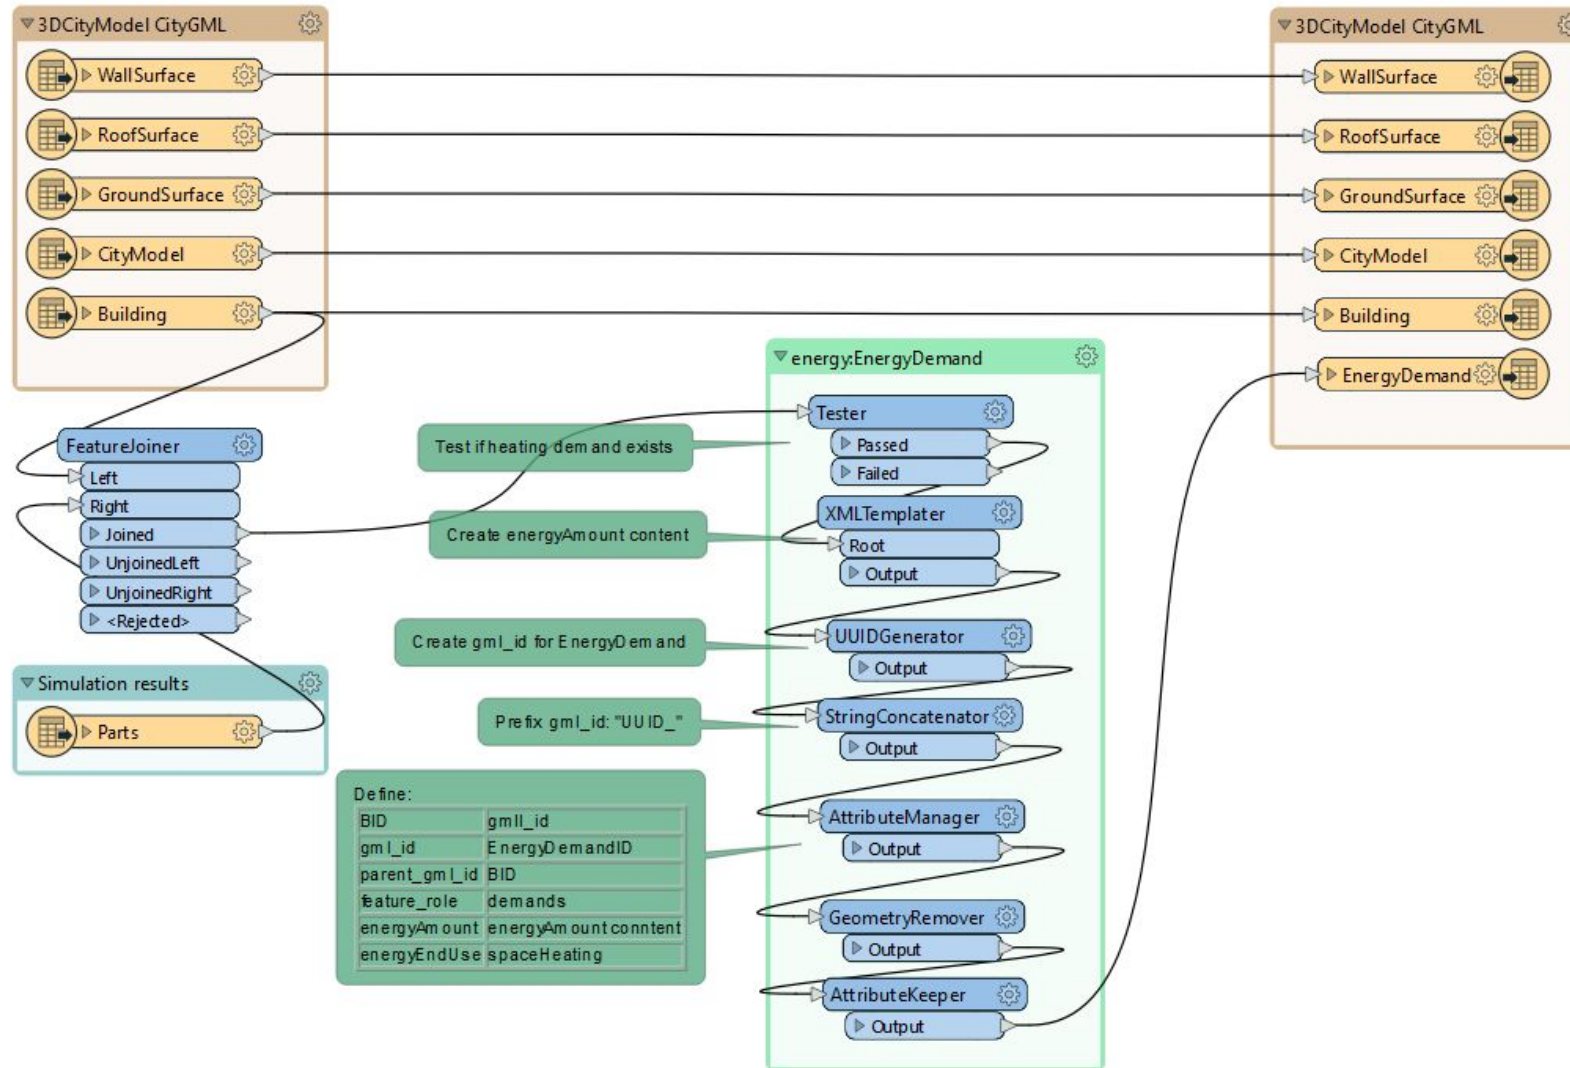 3DCityModel CityGML
WallSurface
RoofSurface
GroundSurface
CityModel
Building
3DCityModel CityGML
WallSurface
RoofSurface
GroundSurface
CityModel
Building
EnergyDemand
FeatureJoiner
Left
Right
Joined
UnjoinedLeft
UnjoinedRight
<Rejected>
Simulation results
Parts
energy:EnergyDemand
Test if heating demand exists
Tester
Passed
Failed
Create energyAmount content
XMLTemplater
Root
Output
Create gml_id for EnergyDemand
UUIDGenerator
Output
Prefix gml_id: "UUID_"
StringConcatenator
Output
Define:
BID gmll_id
gml_id EnergyDemandID
parent_gml_id BID
feature_role demands
energyAmount energyAmount conntent
energyEndUse spaceHeating
AttributeManager
Output
GeometryRemover
Output
AttributeKeeper
Output